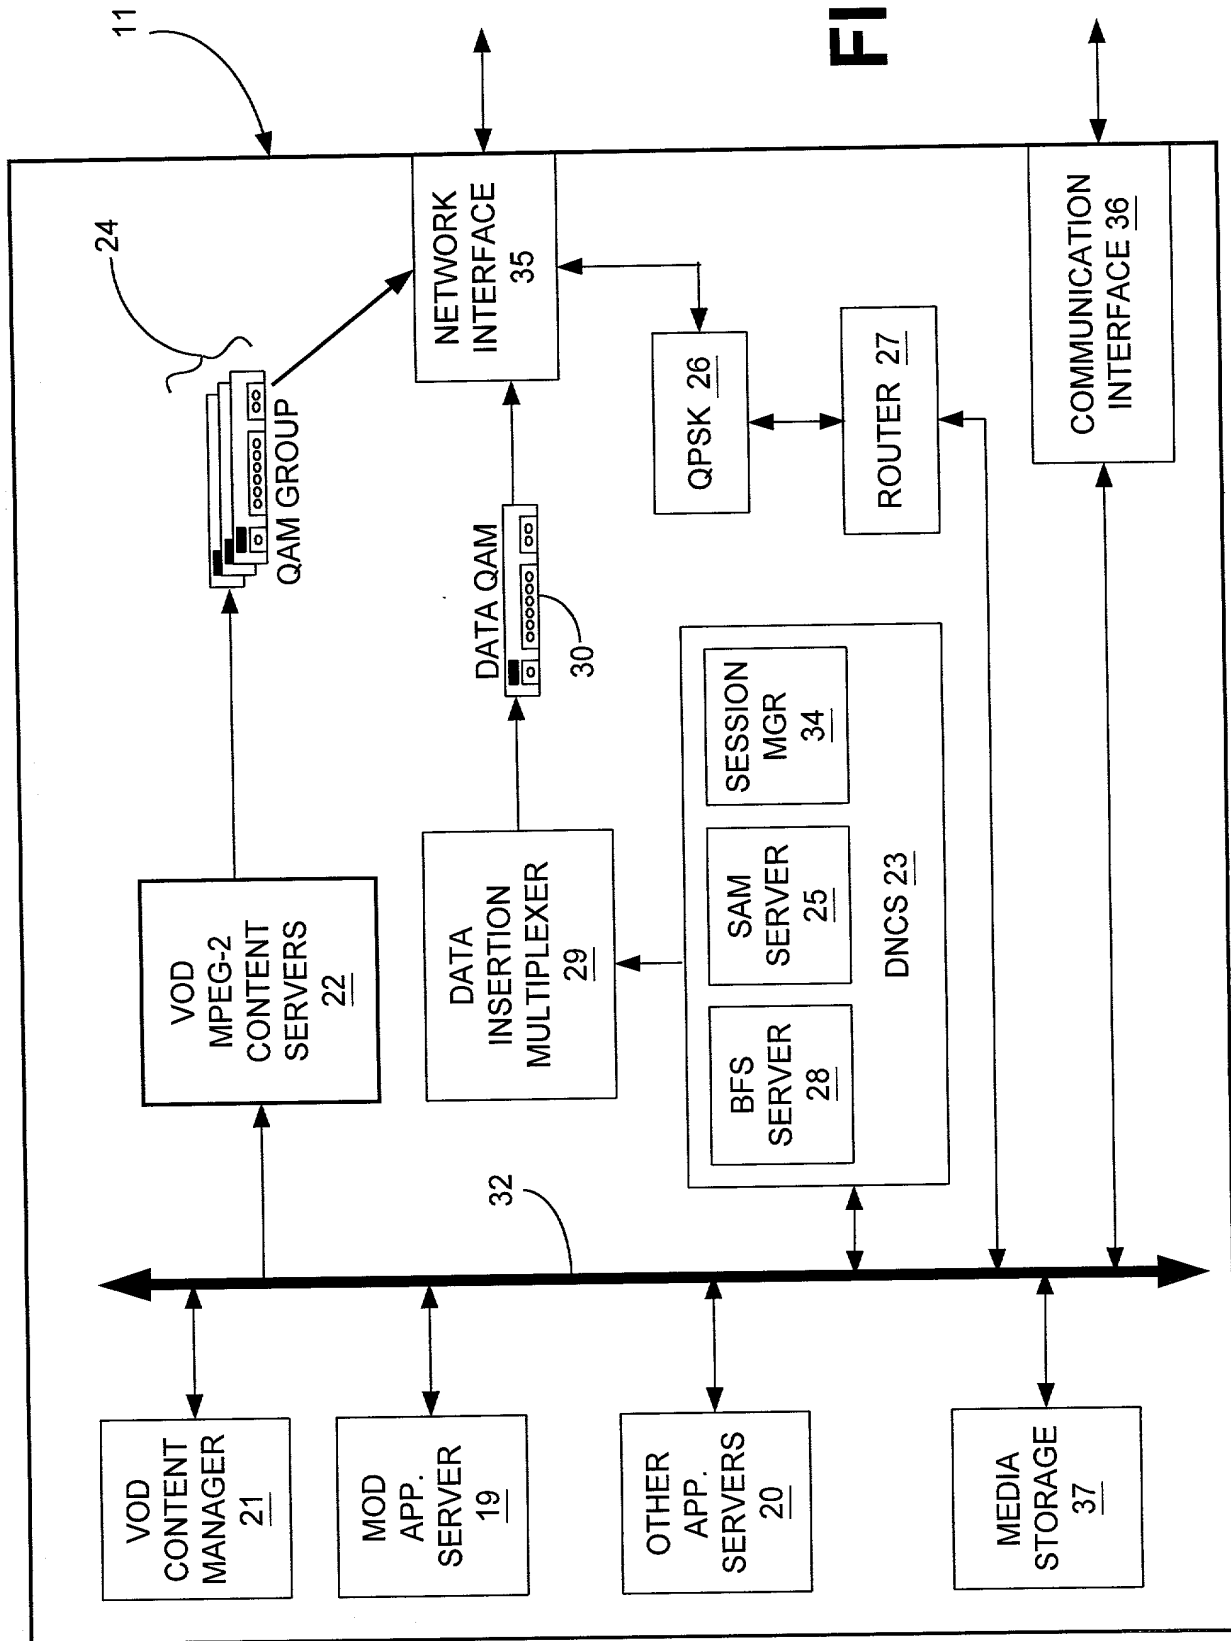 11
24
VOD
CONTENT
MANAGER
21
VOD
MPEG-2
CONTENT
SERVERS
22
QAM GROUP
NETWORK
INTERFACE
35
MOD
APP.
SERVER
19
DATA
INSERTION
MULTIPLEXER
29
DATA QAM
30
32
OTHER
APP.
SERVERS
20
BFS
SERVER
28
SAM
SERVER
25
SESSION
MGR
34
DNCS 23
QPSK 26
ROUTER 27
MEDIA
STORAGE
37
COMMUNICATION
INTERFACE 36
FI